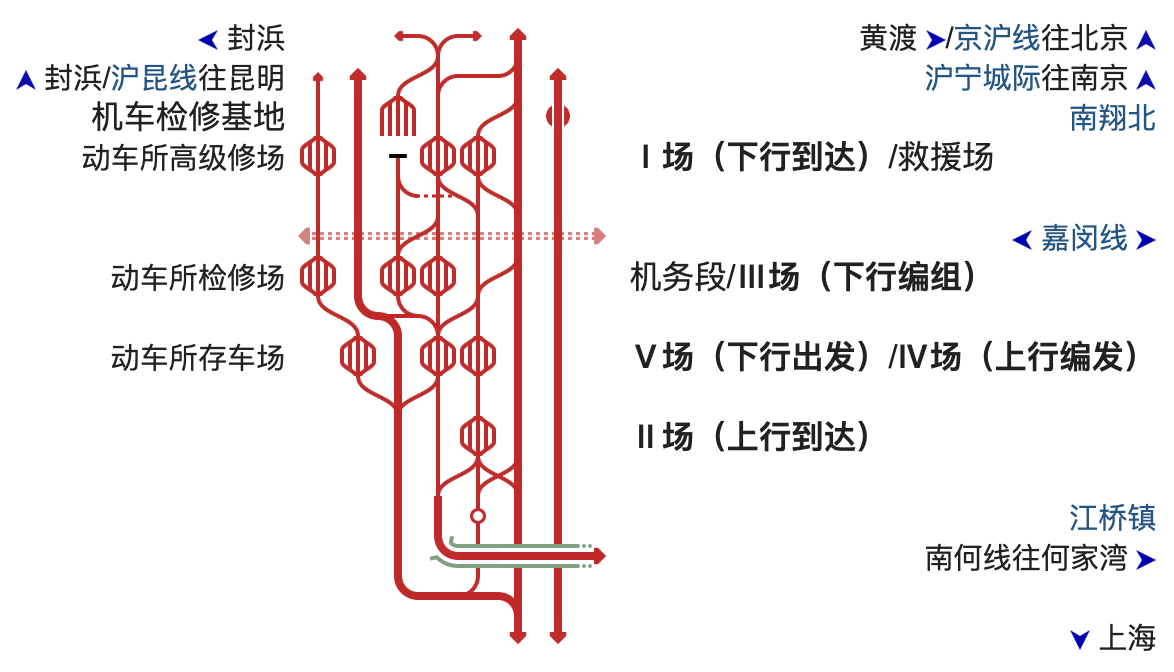 封浜 黄渡 /京沪线往北京
封浜/沪昆线往昆明 沪宁城际往南京
机车检修基地 南翔北
动车所高级修场 I 场（下行到达）/救援场
嘉闵线
动车所检修场 机务段/III场（下行编组）
动车所存车场 V 场（下行出发）/IV场（上行编发）
II 场（上行到达）
江桥镇
南何线往何家湾
上海